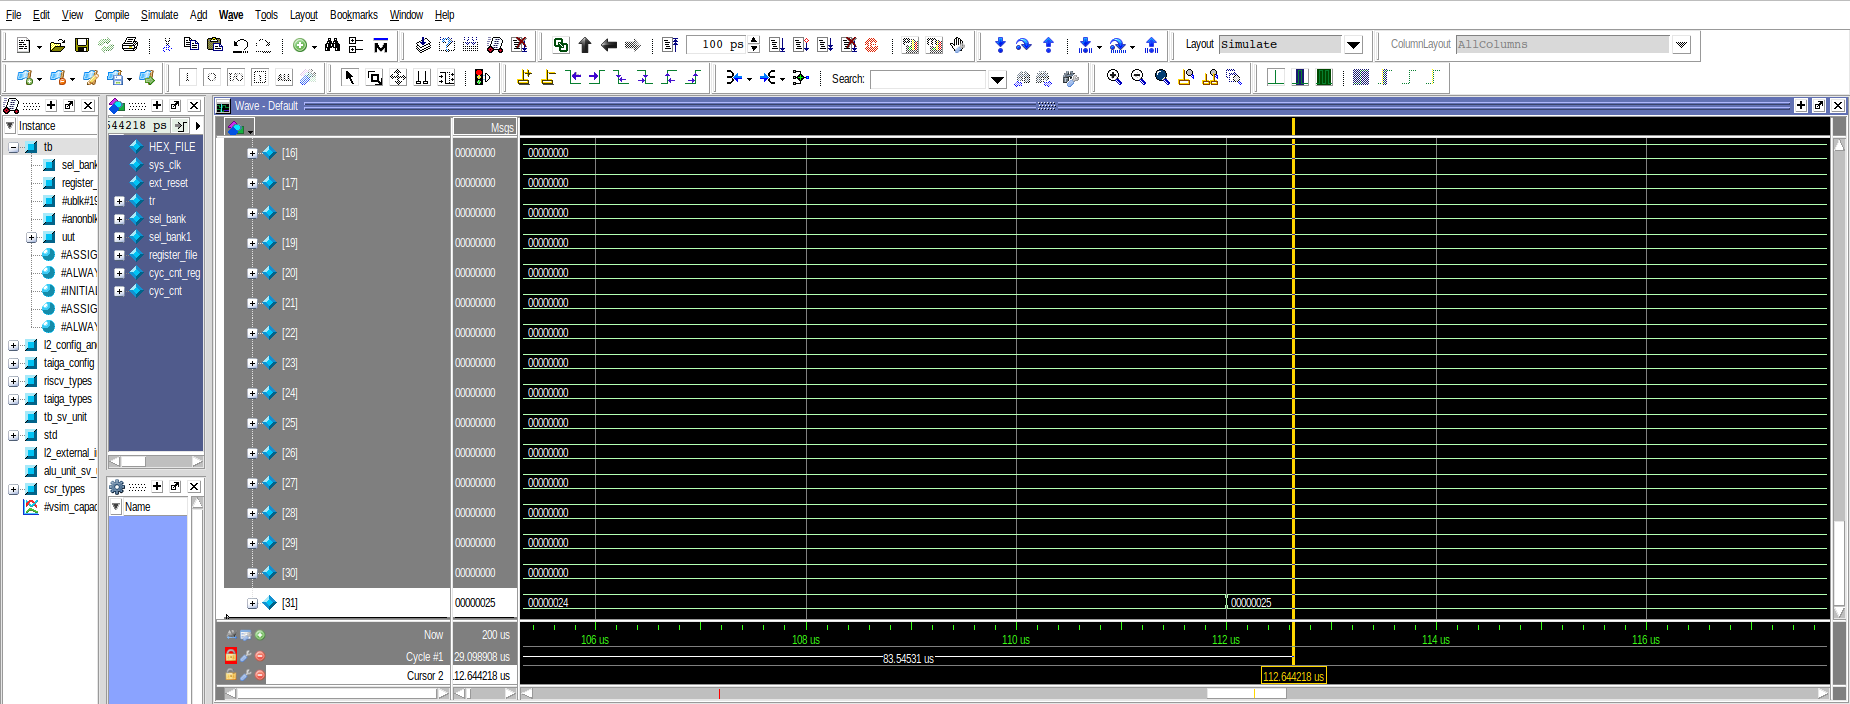 File Edit View Compile Simulate Add Wave Tools Layout Bookmarks Window Help
100 ps Layout Simulate ColumnLayout AllColumns
I/O ALL Search:
Wave - Default
Instance
644218 ps
Msgs
tb
sel_bank
register_
#ublk#19
#anonblk
uut
#ASSIG
#ALWAY
#INITIAL
#ASSIG
#ALWAY
l2_config_an
taiga_config
riscv_types
taiga_types
tb_sv_unit
std
l2_external_i
alu_unit_sv_
csr_types
#vsim_capac
HEX_FILE
sys_clk
ext_reset
tr
sel_bank
sel_bank1
register_file
cyc_cnt_reg
cyc_cnt
Name
[16] 00000000 00000000
[17] 00000000 00000000
[18] 00000000 00000000
[19] 00000000 00000000
[20] 00000000 00000000
[21] 00000000 00000000
[22] 00000000 00000000
[23] 00000000 00000000
[24] 00000000 00000000
[25] 00000000 00000000
[26] 00000000 00000000
[27] 00000000 00000000
[28] 00000000 00000000
[29] 00000000 00000000
[30] 00000000 00000000
[31] 00000025 00000024 00000025
Now 200 us 106 us 108 us 110 us 112 us 114 us 116 us
Cycle #1 29.098908 us 83.54531 us
Cursor 2 .12.644218 us 112.644218 us